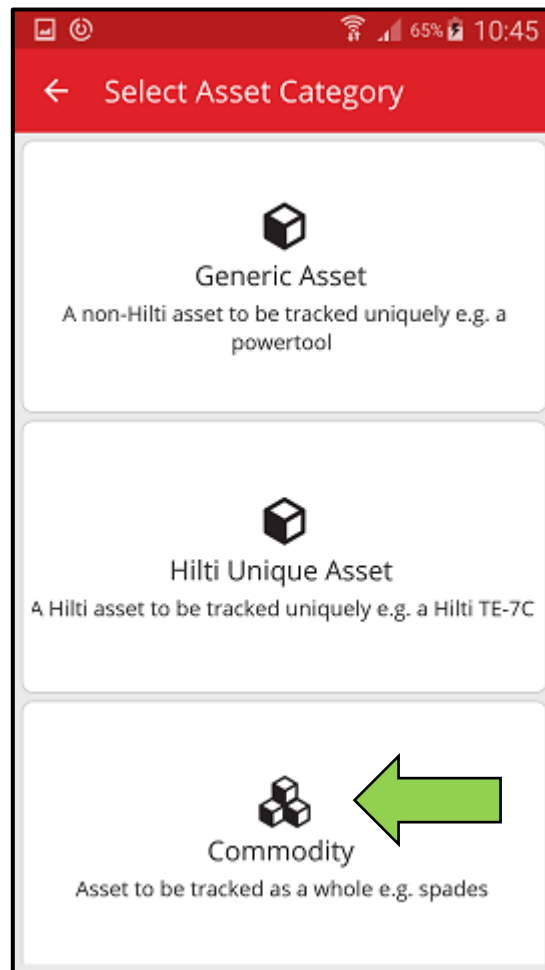 65% 10:45
Select Asset Category
Generic Asset
A non-Hilti asset to be tracked uniquely e.g. a
powertool
Hilti Unique Asset
A Hilti asset to be tracked uniquely e.g. a Hilti TE-7C
Commodity
Asset to be tracked as a whole e.g. spades